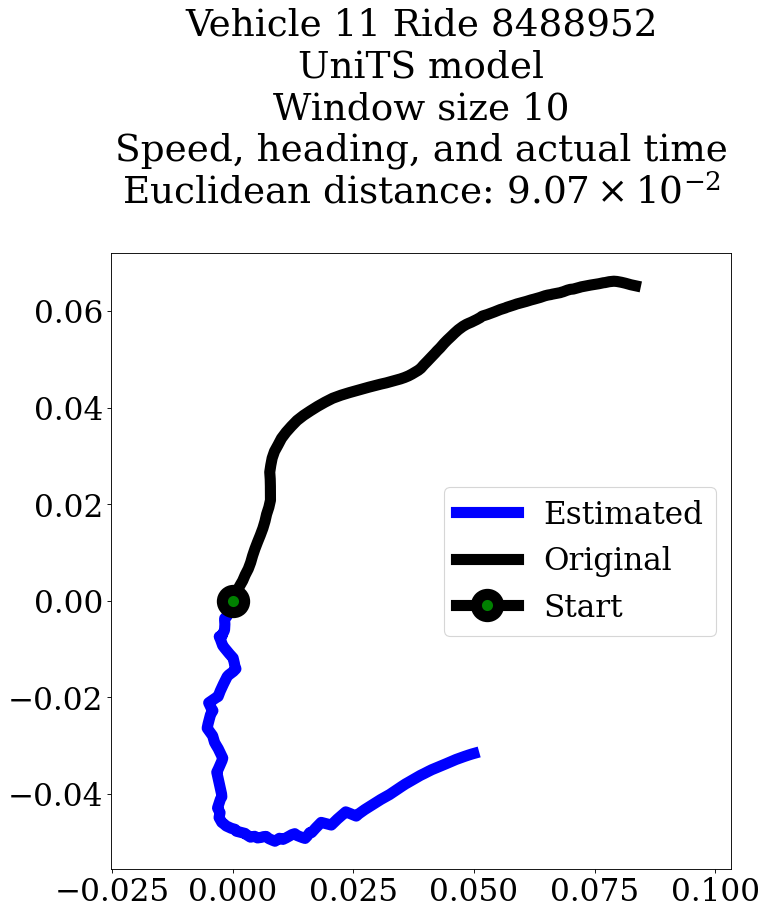 Vehicle 11 Ride 8488952
UniTS model
Window size 10
Speed, heading, and actual time
Euclidean distance: 9.07 × 10⁻²
0.06
0.04
0.02
0.00
−0.02
−0.04
Estimated
Original
Start
−0.025 0.000 0.025 0.050 0.075 0.100